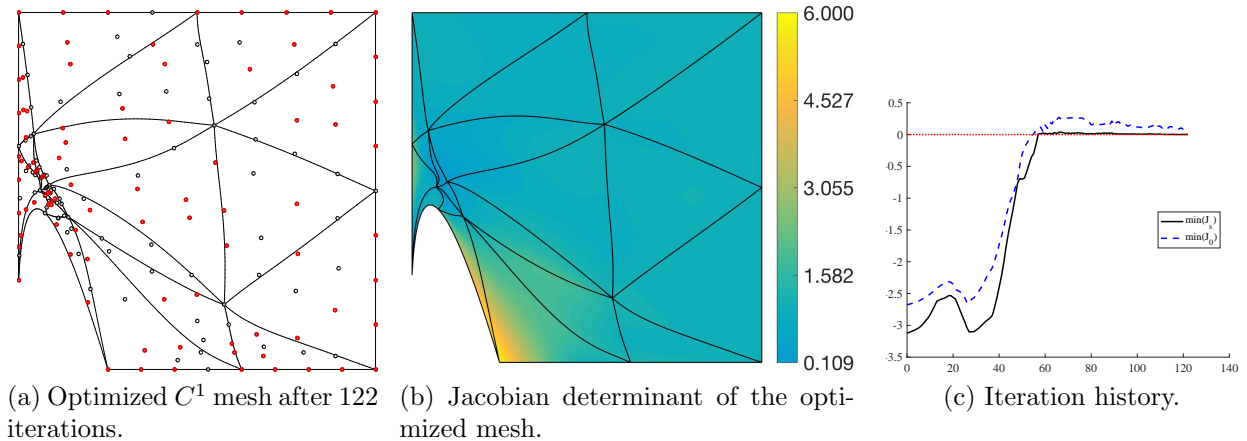 6.000
4.527
3.055
1.582
0.109
0.5
0
-0.5
-1
-1.5
-2
-2.5
-3
-3.5
0 20 40 60 80 100 120 140
min(J_s)
min(J_0)
(a) Optimized C^1 mesh after 122
iterations.
(b) Jacobian determinant of the opti-
mized mesh.
(c) Iteration history.